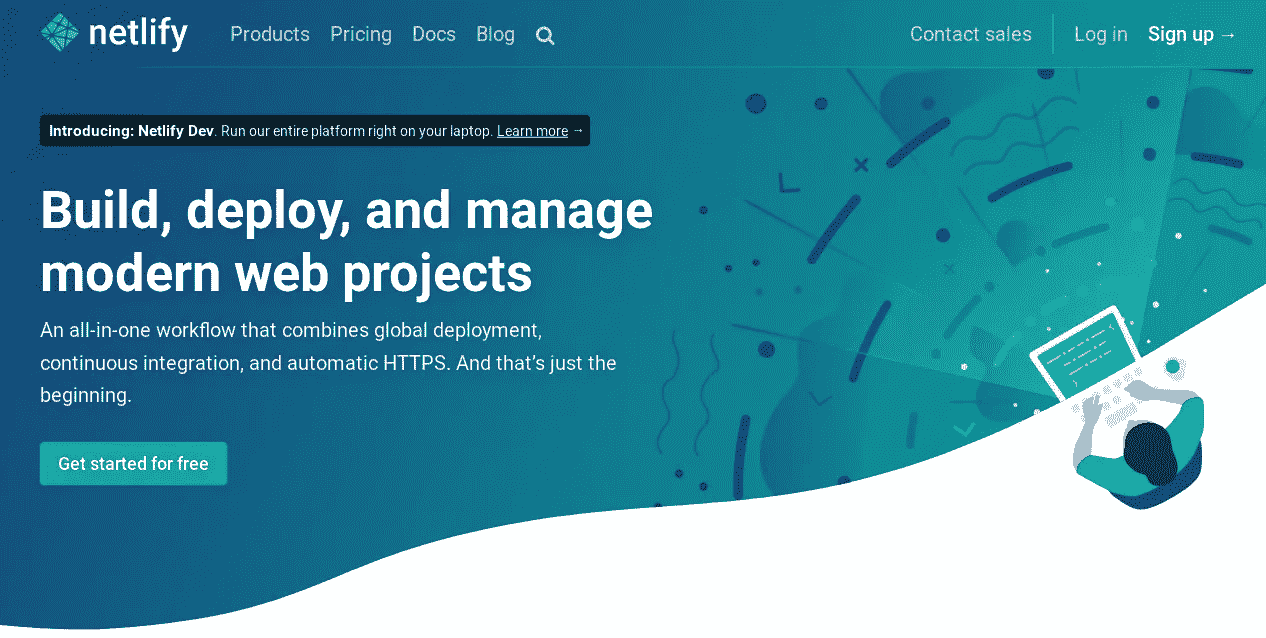 netlify
Products Pricing Docs Blog
Contact sales
Log in Sign up →
Introducing: Netlify Dev. Run our entire platform right on your laptop. Learn more →
Build, deploy, and manage
modern web projects
An all-in-one workflow that combines global deployment,
continuous integration, and automatic HTTPS. And that’s just the
beginning.
Get started for free